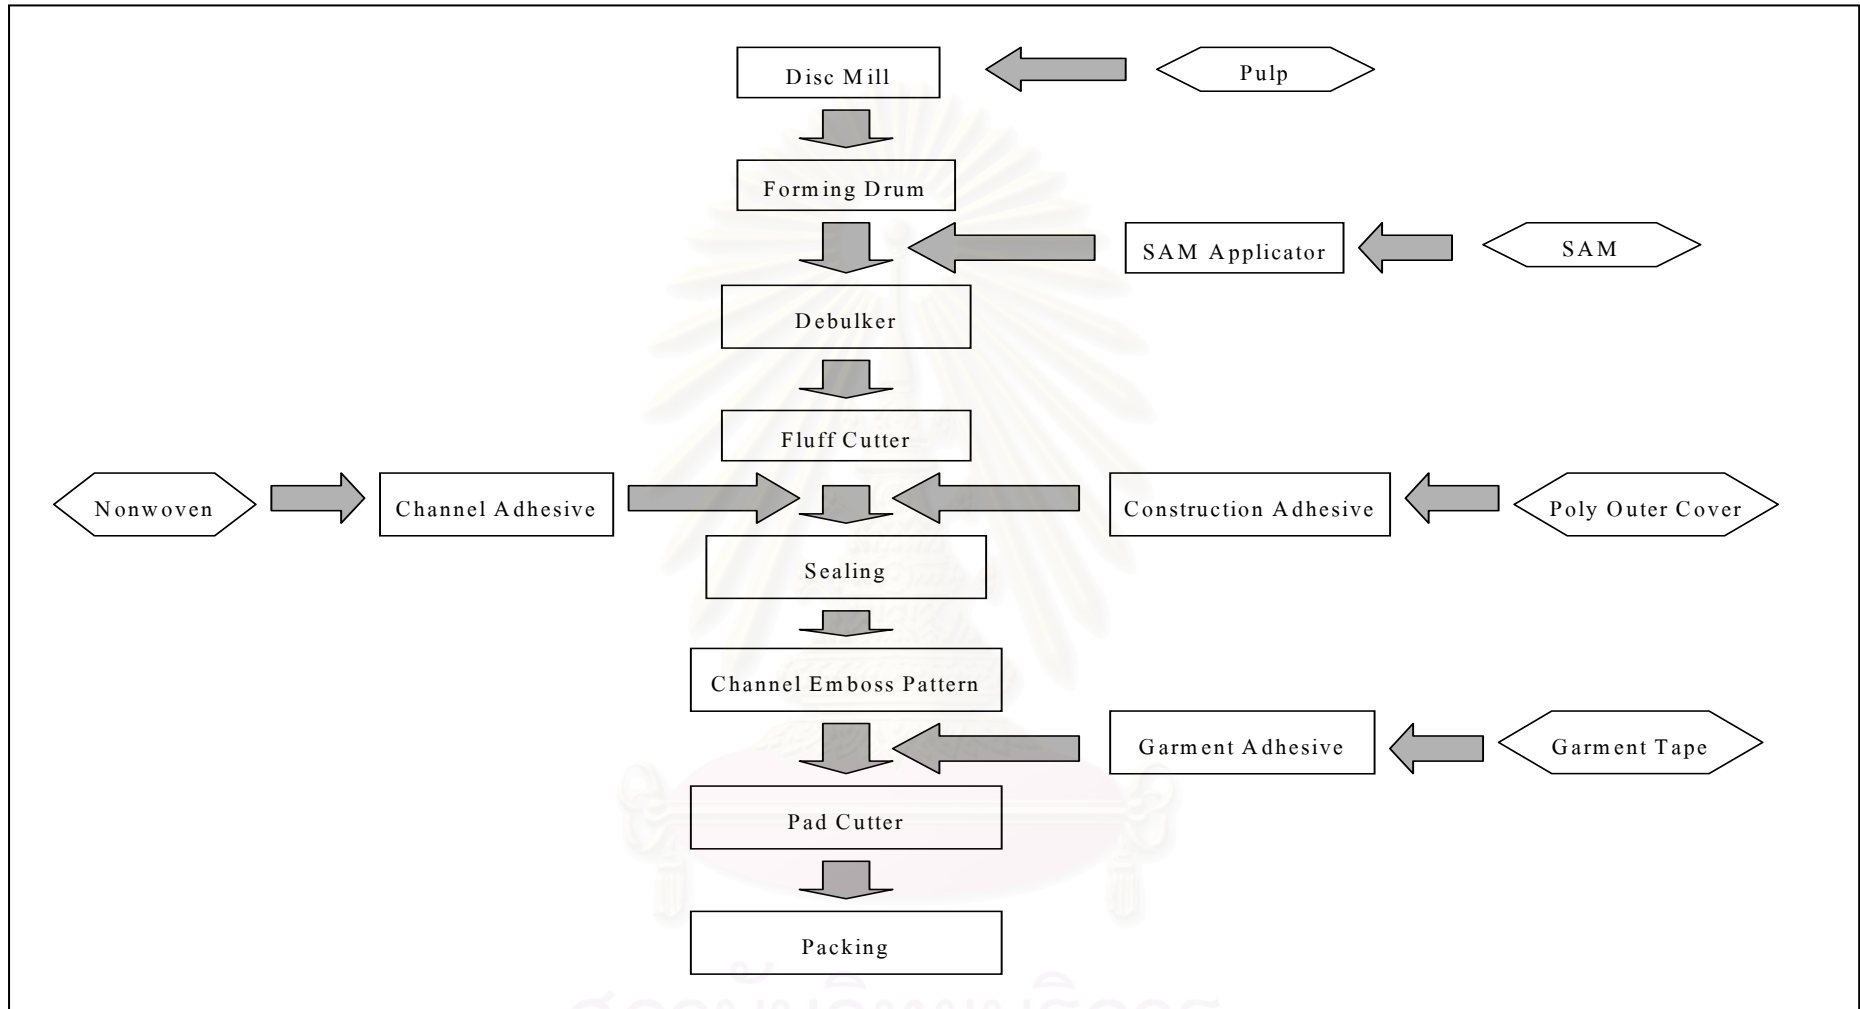 Disc Mill
Pulp
Forming Drum
SAM Applicator
SAM
Debulker
Fluff Cutter
Nonwoven
Channel Adhesive
Construction Adhesive
Poly Outer Cover
Sealing
Channel Emboss Pattern
Garment Adhesive
Garment Tape
Pad Cutter
Packing